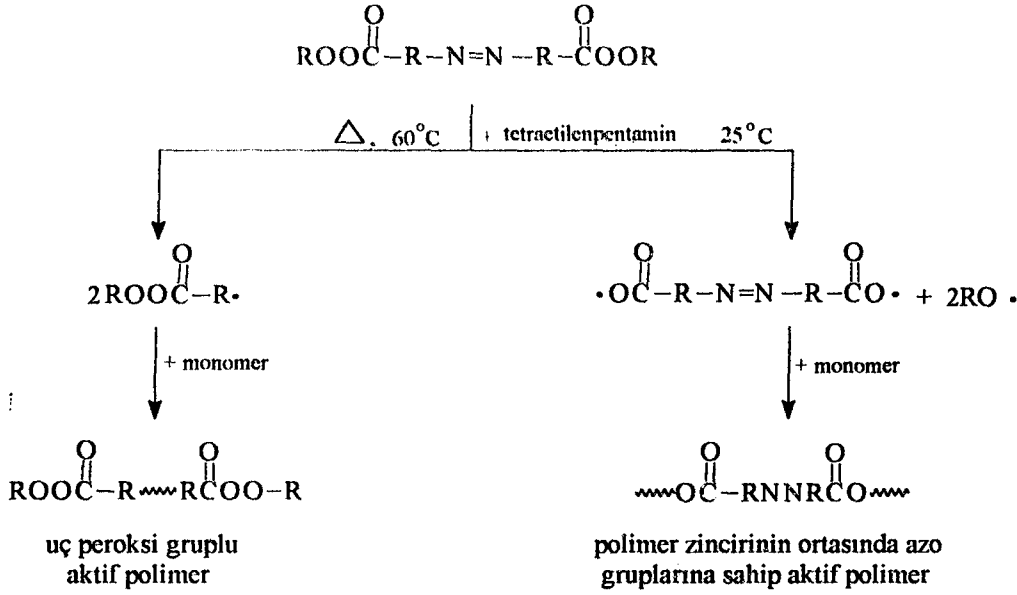 O O
ROOC–R–N=N–R–COOR
△. 60°C + tetraetilenpentamin 25°C
O O O
2ROOC–R· ·OC–R–N=N–R–CO· + 2RO·
+ monomer + monomer
O O O O
ROOC–R RCOO–R OC–RNNRCO
uç peroksi gruplu polimer zincirinin ortasında azo
aktif polimer gruplarına sahip aktif polimer